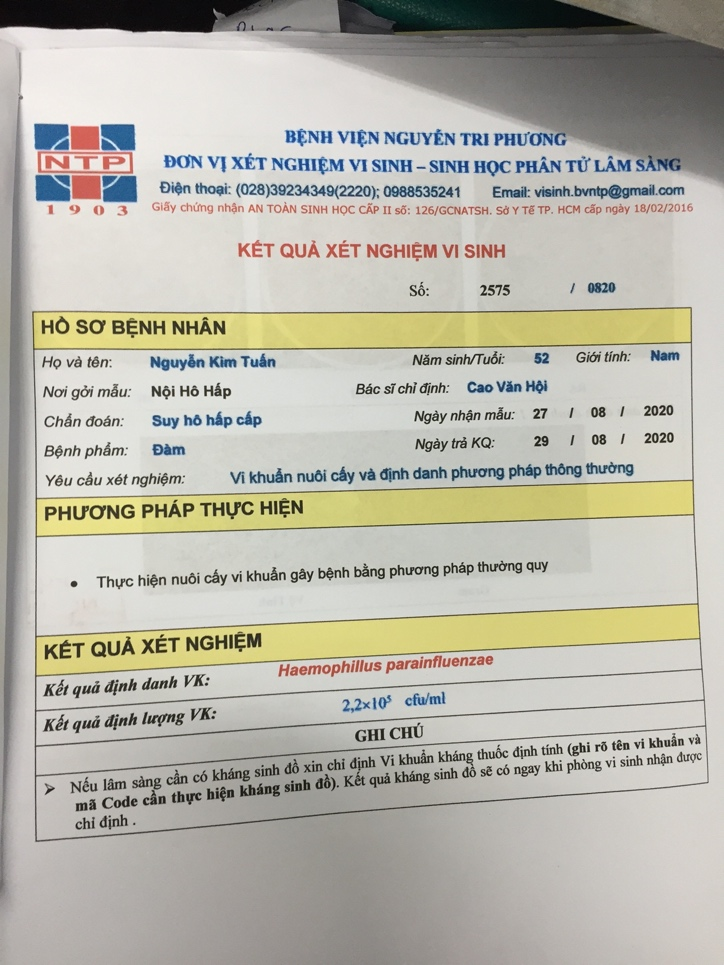 BỆNH VIỆN NGUYỄN TRI PHƯƠNG
ĐƠN VỊ XÉT NGHIỆM VI SINH – SINH HỌC PHÂN TỬ LÂM SÀNG
NTP
1903
Điện thoại: (028)39234349(2220); 0988535241 Email: visinh.bvntp@gmail.com
Giấy chứng nhận AN TOÀN SINH HỌC CẤP II số: 126/GCNATSH. Sở Y Tế TP. HCM cấp ngày 18/02/2016
KẾT QUẢ XÉT NGHIỆM VI SINH
Số: 2575 / 0820
HỒ SƠ BỆNH NHÂN
Họ và tên: Nguyễn Kim Tuấn Năm sinh/Tuổi: 52 Giới tính: Nam
Nơi gởi mẫu: Nội Hô Hấp Bác sĩ chỉ định: Cao Văn Hội
Chẩn đoán: Suy hô hấp cấp Ngày nhận mẫu: 27 / 08 / 2020
Bệnh phẩm: Đàm Ngày trả KQ: 29 / 08 / 2020
Yêu cầu xét nghiệm: Vi khuẩn nuôi cấy và định danh phương pháp thông thường
PHƯƠNG PHÁP THỰC HIỆN
• Thực hiện nuôi cấy vi khuẩn gây bệnh bằng phương pháp thường quy
KẾT QUẢ XÉT NGHIỆM
Kết quả định danh VK: Haemophillus parainfluenzae
Kết quả định lượng VK: 2,2×10⁵ cfu/ml
GHI CHÚ
➢ Nếu lâm sàng cần có kháng sinh đồ xin chỉ định Vi khuẩn kháng thuốc định tính (ghi rõ tên vi khuẩn và
mã Code cần thực hiện kháng sinh đồ). Kết quả kháng sinh đồ sẽ có ngay khi phòng vi sinh nhận được
chỉ định .